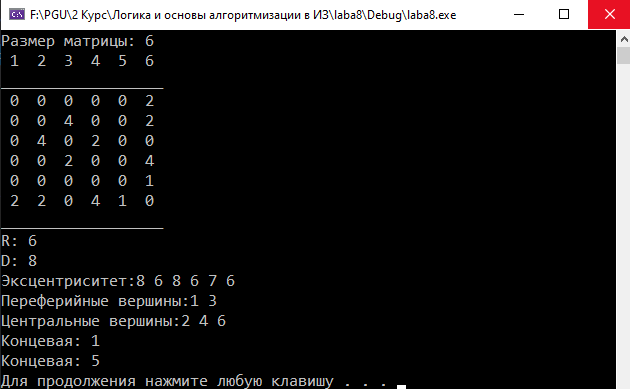 F:\PGU\2 Курс\Логика и основы алгоритмизации в ИЗ\laba8\Debug\laba8.exe
Размер матрицы: 6
1 2 3 4 5 6
__________________
0 0 0 0 0 2
0 0 4 0 0 2
0 4 0 2 0 0
0 0 2 0 0 4
0 0 0 0 0 1
2 2 0 4 1 0
__________________
R: 6
D: 8
Эксцентриситет:8 6 8 6 7 6
Переферийные вершины:1 3
Центральные вершины:2 4 6
Концевая: 1
Концевая: 5
Для продолжения нажмите любую клавишу . . .